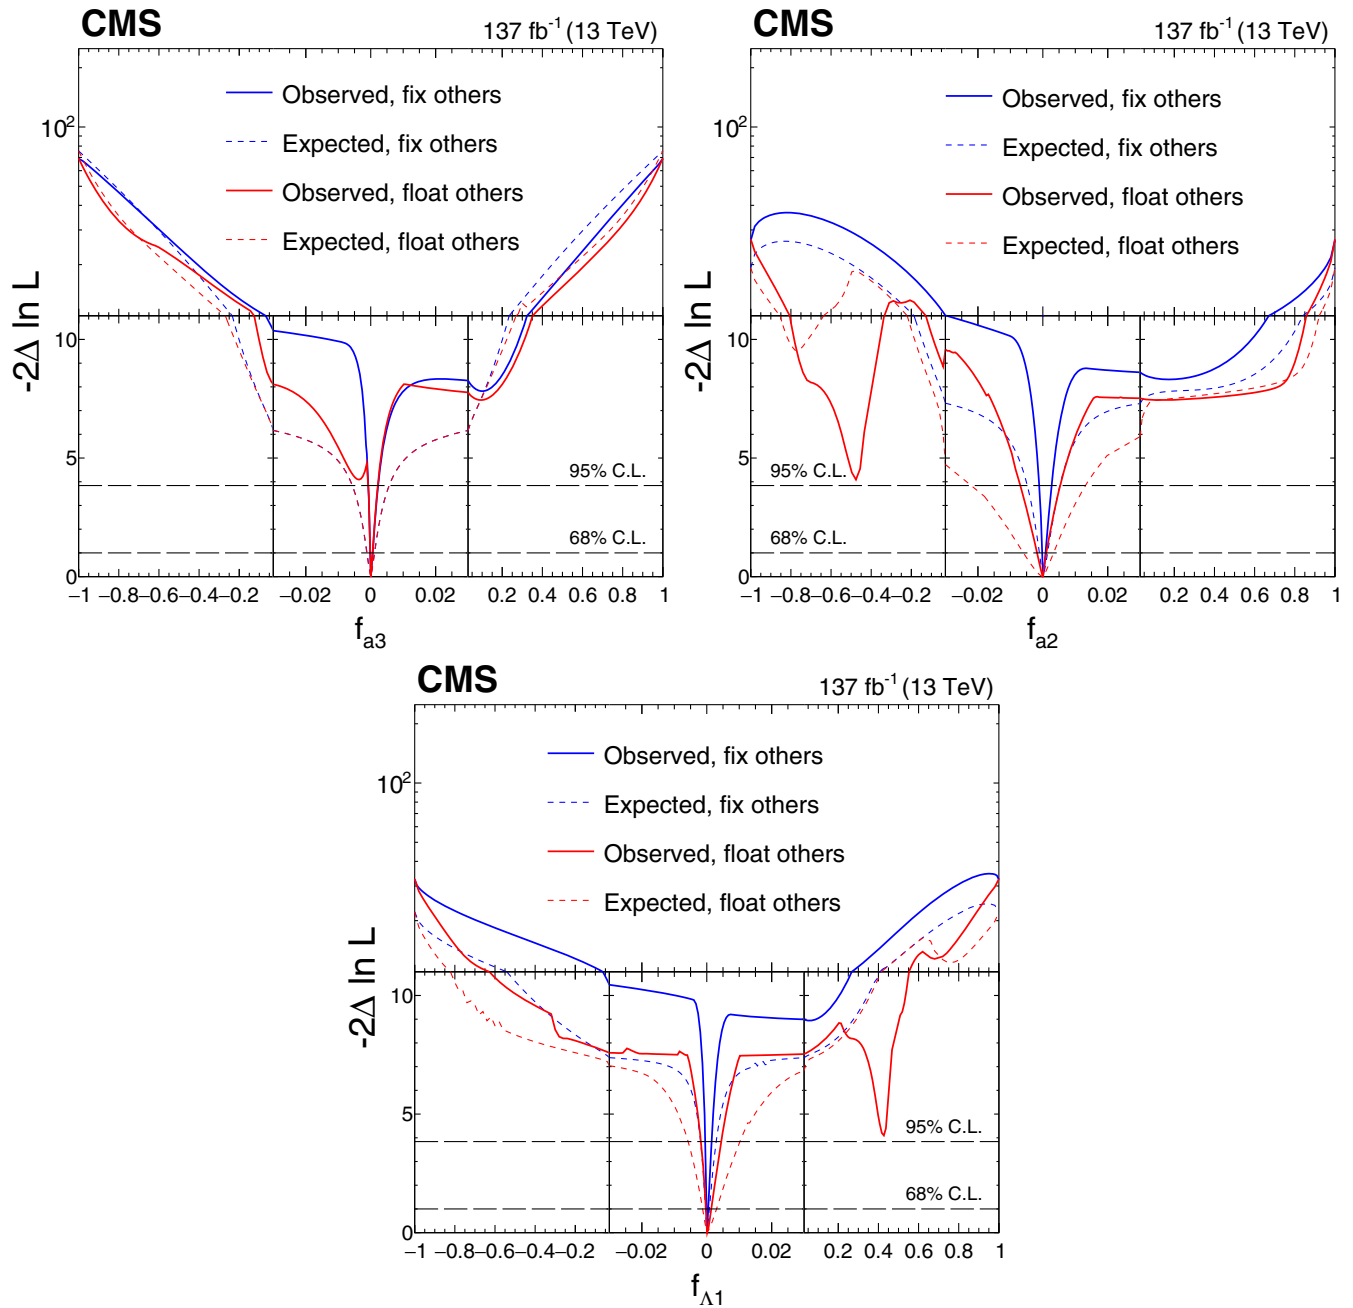 CMS 137 fb⁻¹ (13 TeV)
Observed, fix others
Expected, fix others
Observed, float others
Expected, float others
10²
10
5
0
-2Δ ln L
95% C.L.
68% C.L.
−1 −0.8 −0.6 −0.4 −0.2 −0.02 0 0.02 0.2 0.4 0.6 0.8 1
f_a3
CMS 137 fb⁻¹ (13 TeV)
Observed, fix others
Expected, fix others
Observed, float others
Expected, float others
10²
10
5
0
-2Δ ln L
95% C.L.
68% C.L.
−1 −0.8 −0.6 −0.4 −0.2 −0.02 0 0.02 0.2 0.4 0.6 0.8 1
f_a2
CMS 137 fb⁻¹ (13 TeV)
Observed, fix others
Expected, fix others
Observed, float others
Expected, float others
10²
10
5
0
-2Δ ln L
95% C.L.
68% C.L.
−1 −0.8 −0.6 −0.4 −0.2 −0.02 0 0.02 0.2 0.4 0.6 0.8 1
f_Λ1